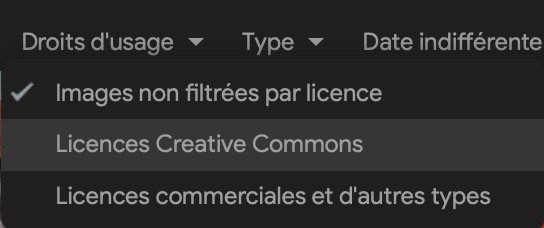 Droits d'usage Type Date indifférente
Images non filtrées par licence
Licences Creative Commons
Licences commerciales et d'autres types